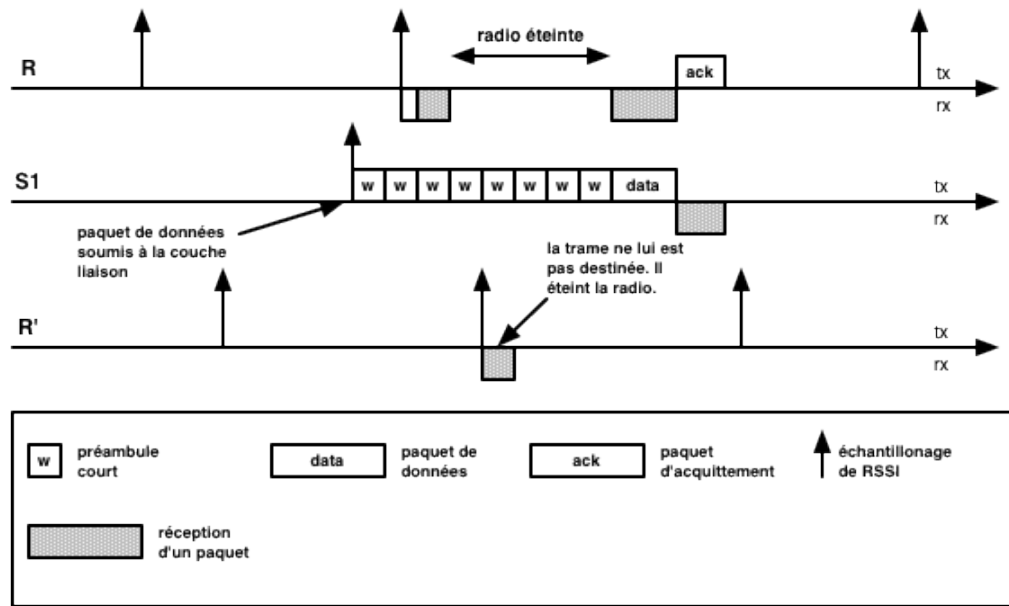 radio éteinte
R
ack
tx
rx
S1
w w w w w w w w data
tx
rx
paquet de données
soumis à la couche
liaison
la trame ne lui est
pas destinée. Il
éteint la radio.
R'
tx
rx
w
préambule
court
data
paquet de
données
ack
paquet
d'acquittement
échantillonage
de RSSI
réception
d'un paquet